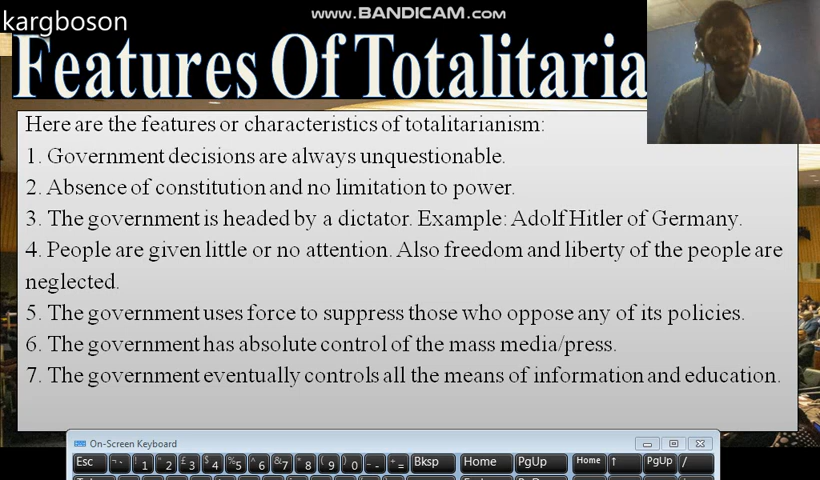 www.BANDICAM.com
kargboson
Features Of Totalitaria
Here are the features or characteristics of totalitarianism:
1. Government decisions are always unquestionable.
2. Absence of constitution and no limitation to power.
3. The government is headed by a dictator. Example: Adolf Hitler of Germany.
4. People are given little or no attention. Also freedom and liberty of the people are
neglected.
5. The government uses force to suppress those who oppose any of its policies.
6. The government has absolute control of the mass media/press.
7. The government eventually controls all the means of information and education.
On-Screen Keyboard
Esc ! 1 " 2 £ 3 $ 4 % 5 ^ 6 & 7 * 8 ( 9 ) 0 _ - + = Bksp Home PgUp Home ↑ PgUp /